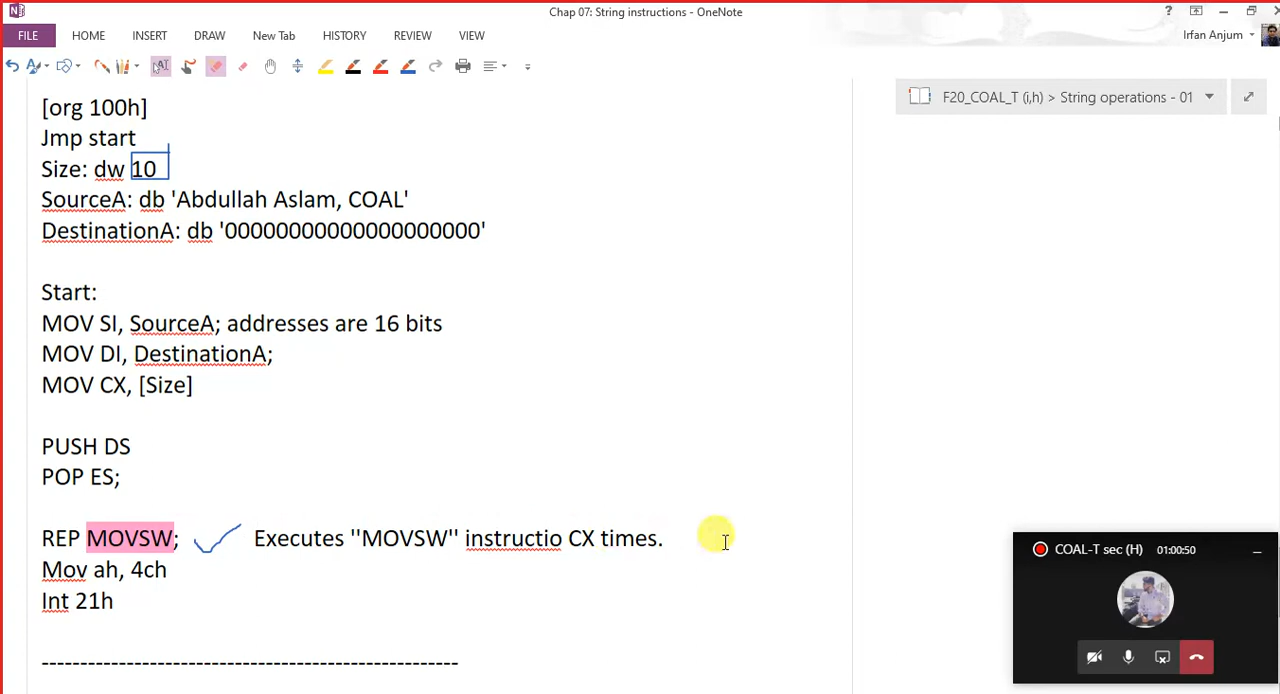 Chap 07: String instructions - OneNote
?
FILE HOME INSERT DRAW New Tab HISTORY REVIEW VIEW
Irfan Anjum
F20_COAL_T (i,h) > String operations - 01
[org 100h]
Jmp start
Size: dw 10
SourceA: db 'Abdullah Aslam, COAL'
DestinationA: db '00000000000000000000'
Start:
MOV SI, SourceA; addresses are 16 bits
MOV DI, DestinationA;
MOV CX, [Size]
PUSH DS
POP ES;
REP MOVSW; Executes ''MOVSW'' instructio CX times.
Mov ah, 4ch
Int 21h
-----------------------------------------------------
COAL-T sec (H) 01:00:50